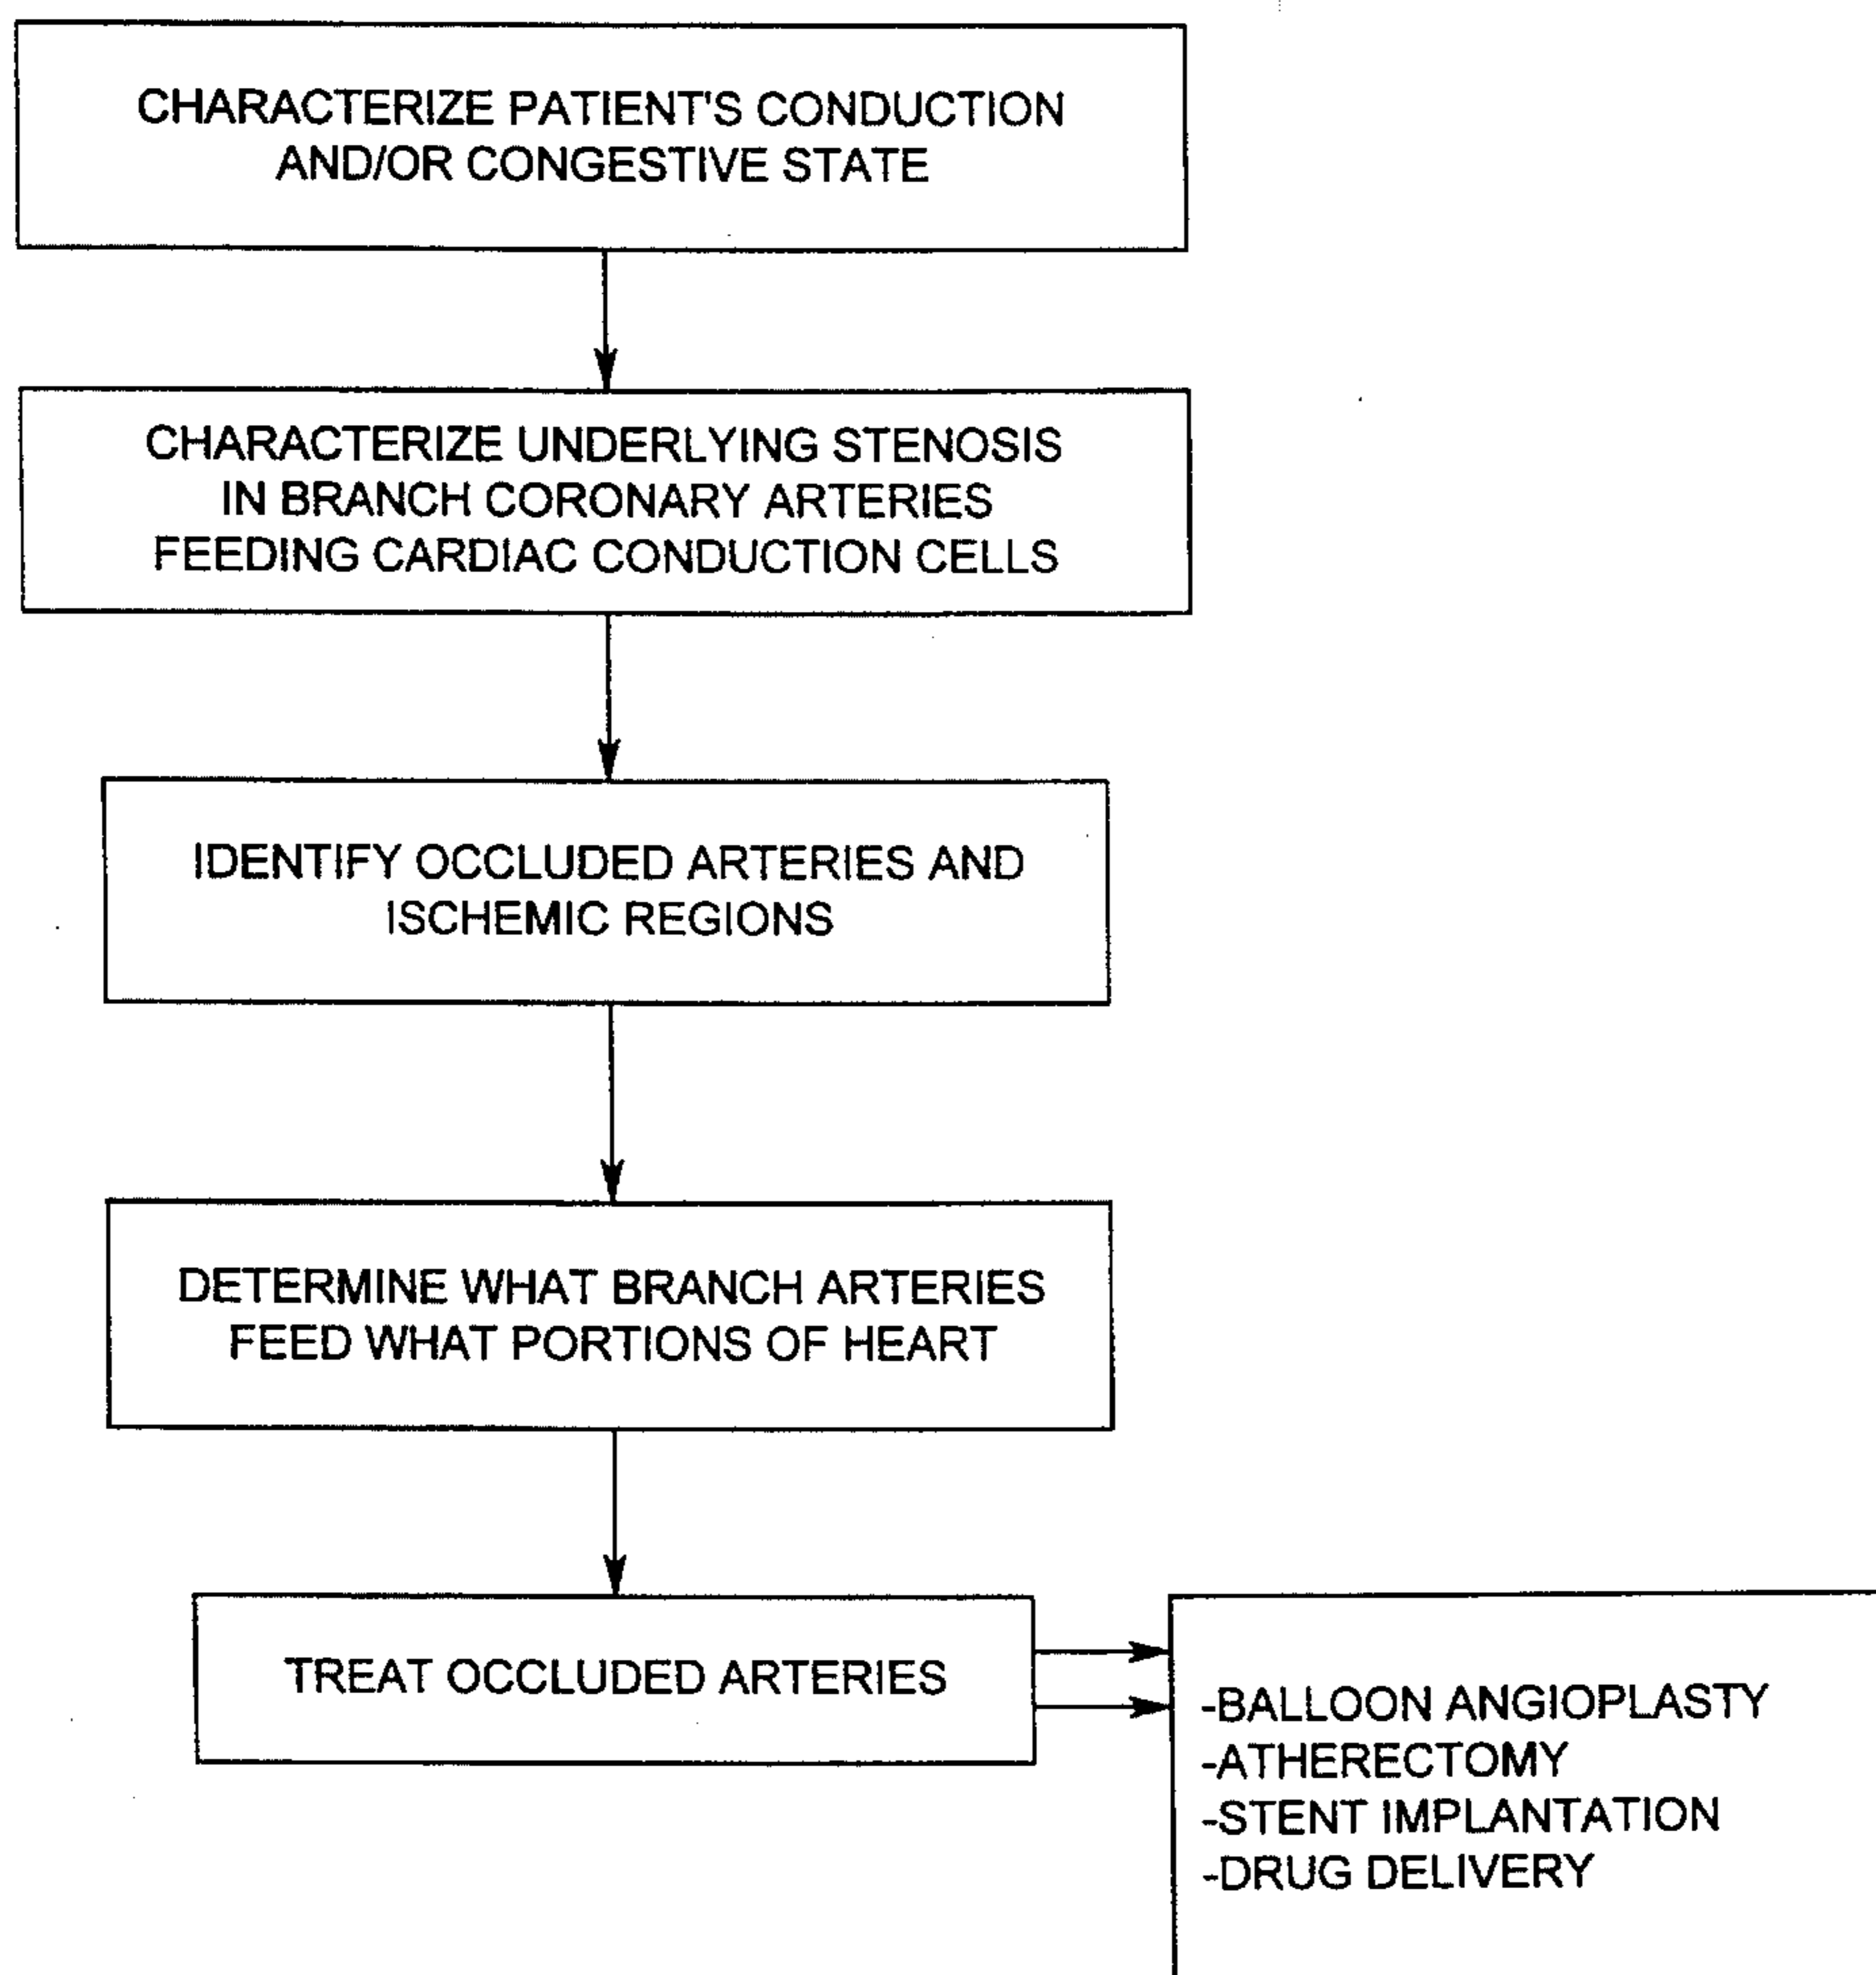 CHARACTERIZE PATIENT'S CONDUCTION
AND/OR CONGESTIVE STATE
CHARACTERIZE UNDERLYING STENOSIS
IN BRANCH CORONARY ARTERIES
FEEDING CARDIAC CONDUCTION CELLS
IDENTIFY OCCLUDED ARTERIES AND
ISCHEMIC REGIONS
DETERMINE WHAT BRANCH ARTERIES
FEED WHAT PORTIONS OF HEART
TREAT OCCLUDED ARTERIES
-BALLOON ANGIOPLASTY
-ATHERECTOMY
-STENT IMPLANTATION
-DRUG DELIVERY